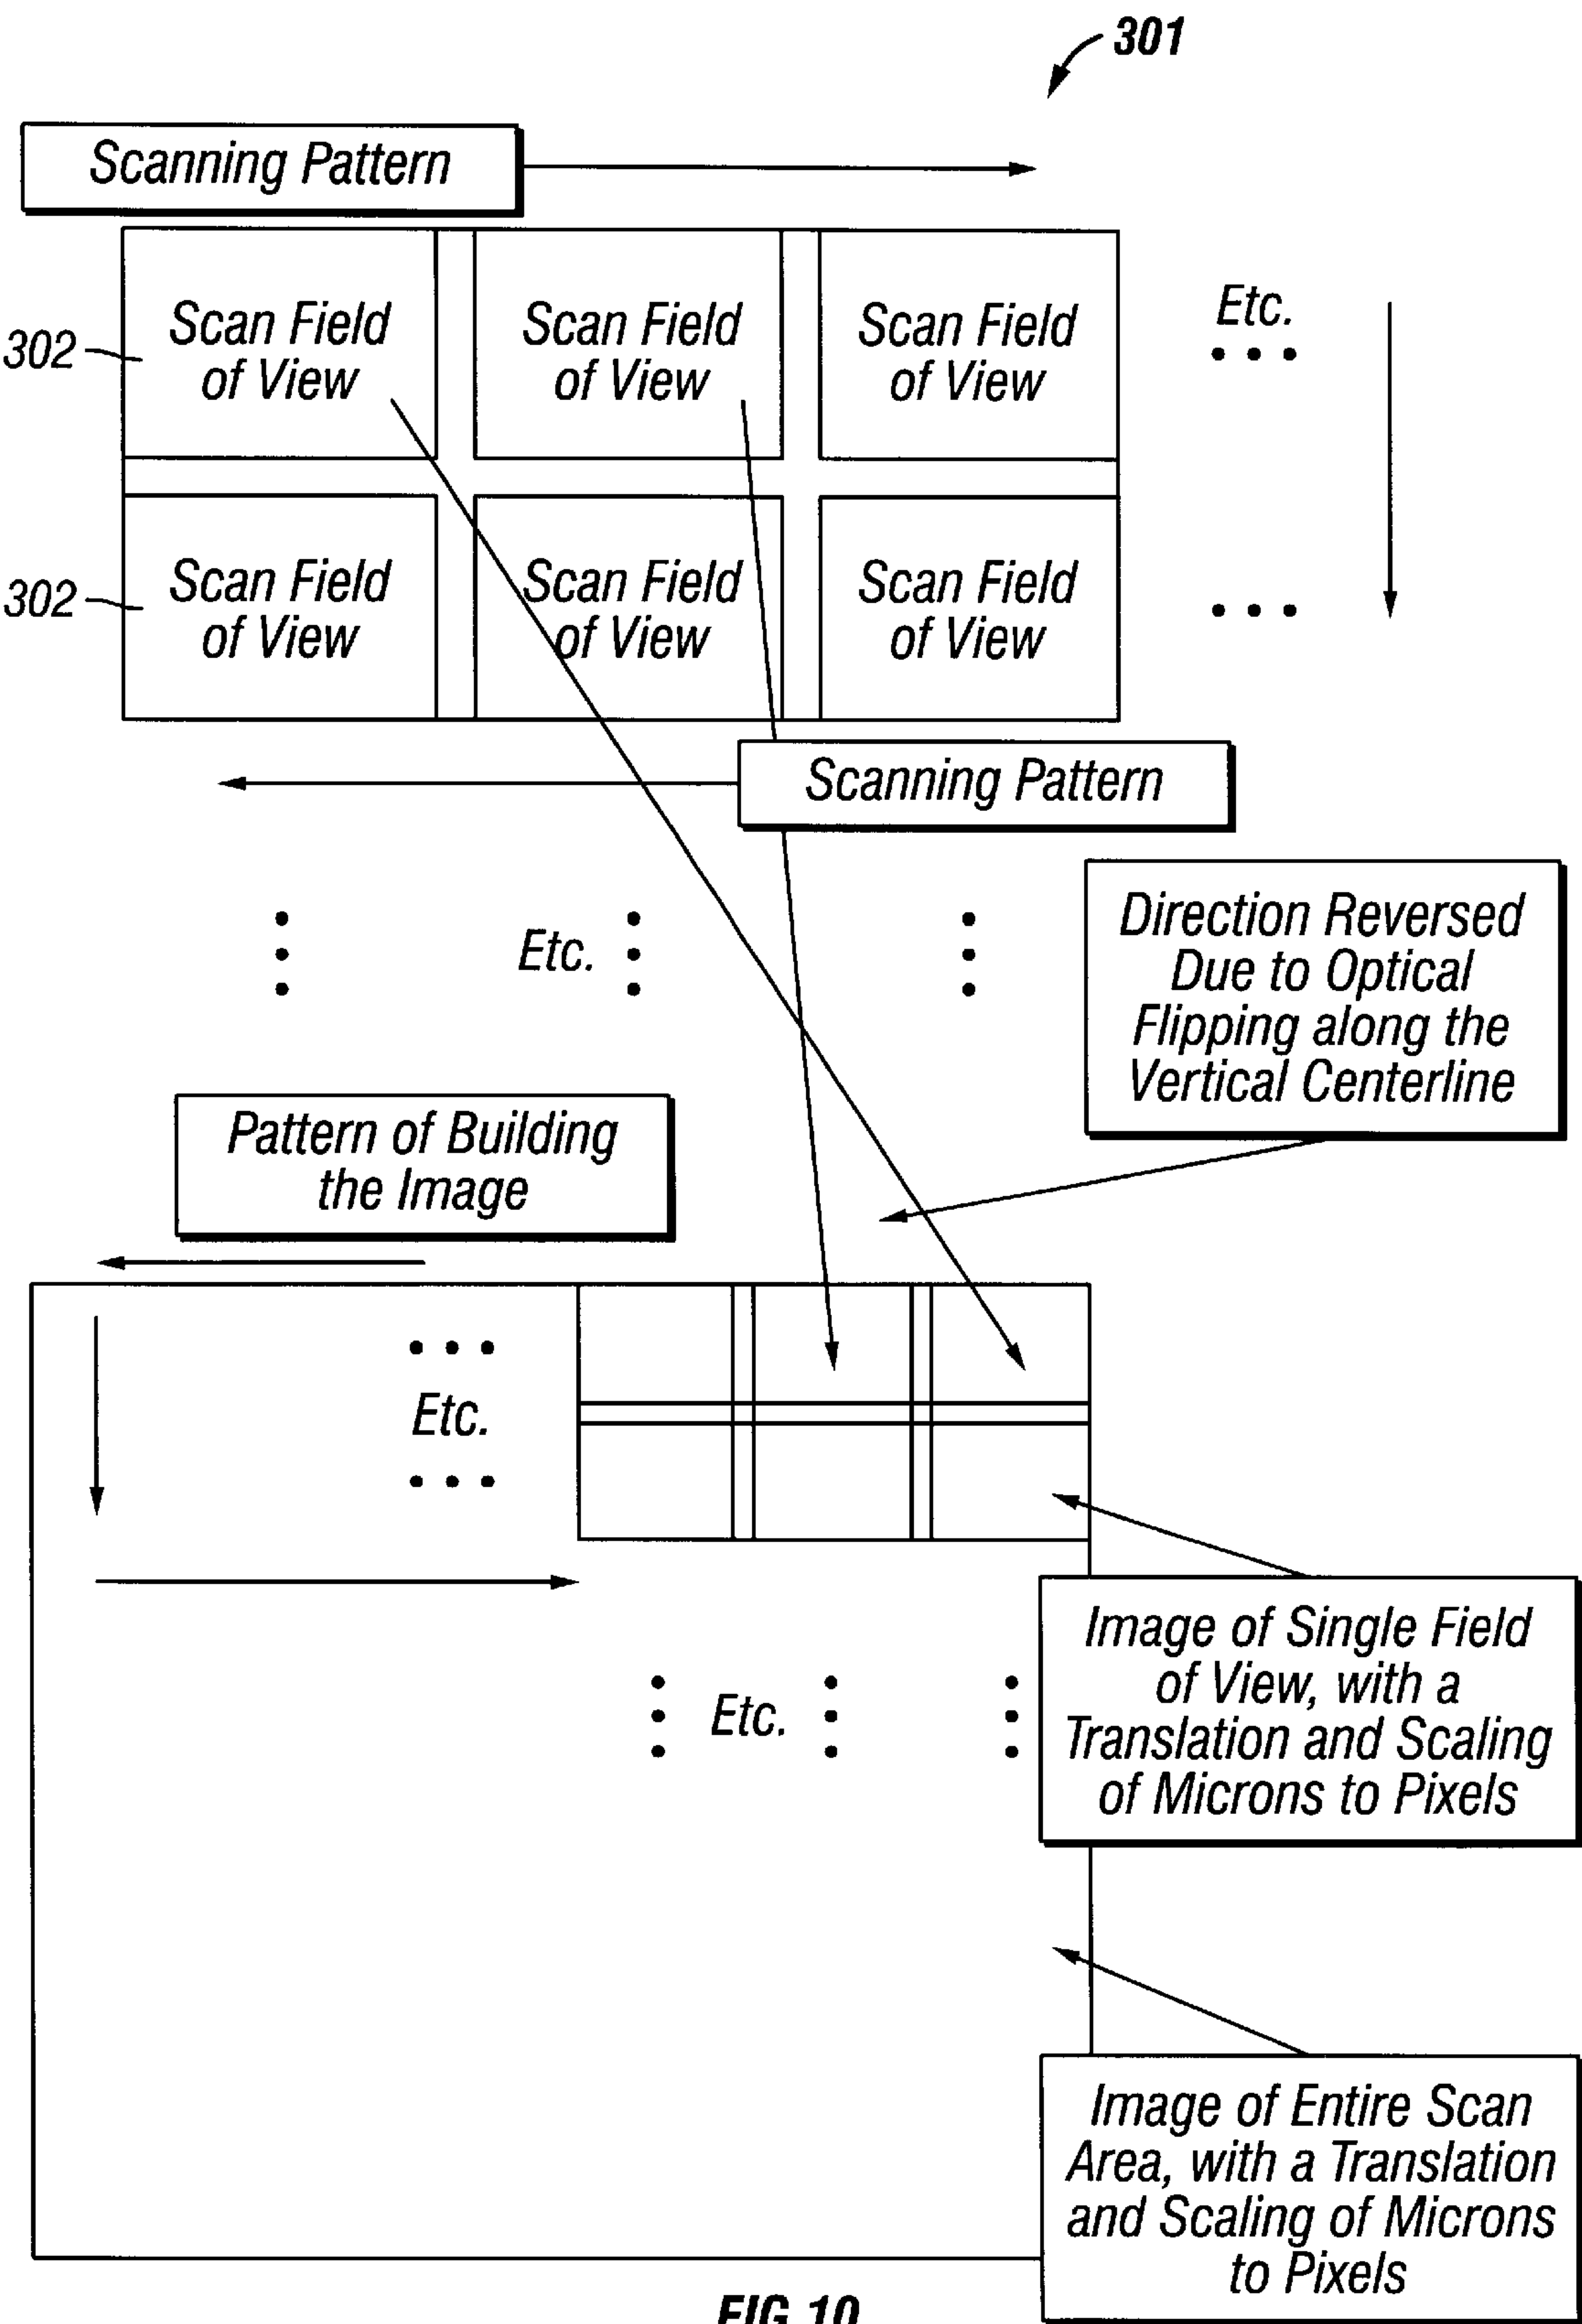 301
Scanning Pattern
Scan Field
of View
Scan Field
of View
Scan Field
of View
Etc.
302
302
Scan Field
of View
Scan Field
of View
Scan Field
of View
Scanning Pattern
Etc.
Direction Reversed
Due to Optical
Flipping along the
Vertical Centerline
Pattern of Building
the Image
Etc.
Etc.
Image of Single Field
of View, with a
Translation and Scaling
of Microns to Pixels
Image of Entire Scan
Area, with a Translation
and Scaling of Microns
to Pixels
FIG 10